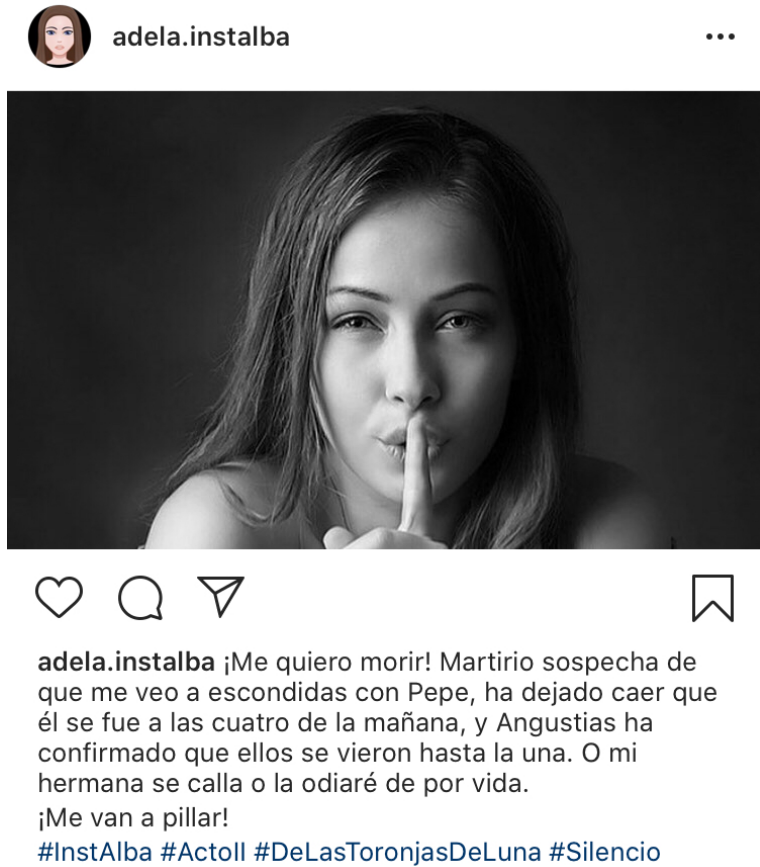 adela.instalba
adela.instalba ¡Me quiero morir! Martirio sospecha de
que me veo a escondidas con Pepe, ha dejado caer que
él se fue a las cuatro de la mañana, y Angustias ha
confirmado que ellos se vieron hasta la una. O mi
hermana se calla o la odiaré de por vida.
¡Me van a pillar!
#InstAlba #ActoII #DeLasToronjasDeLuna #Silencio